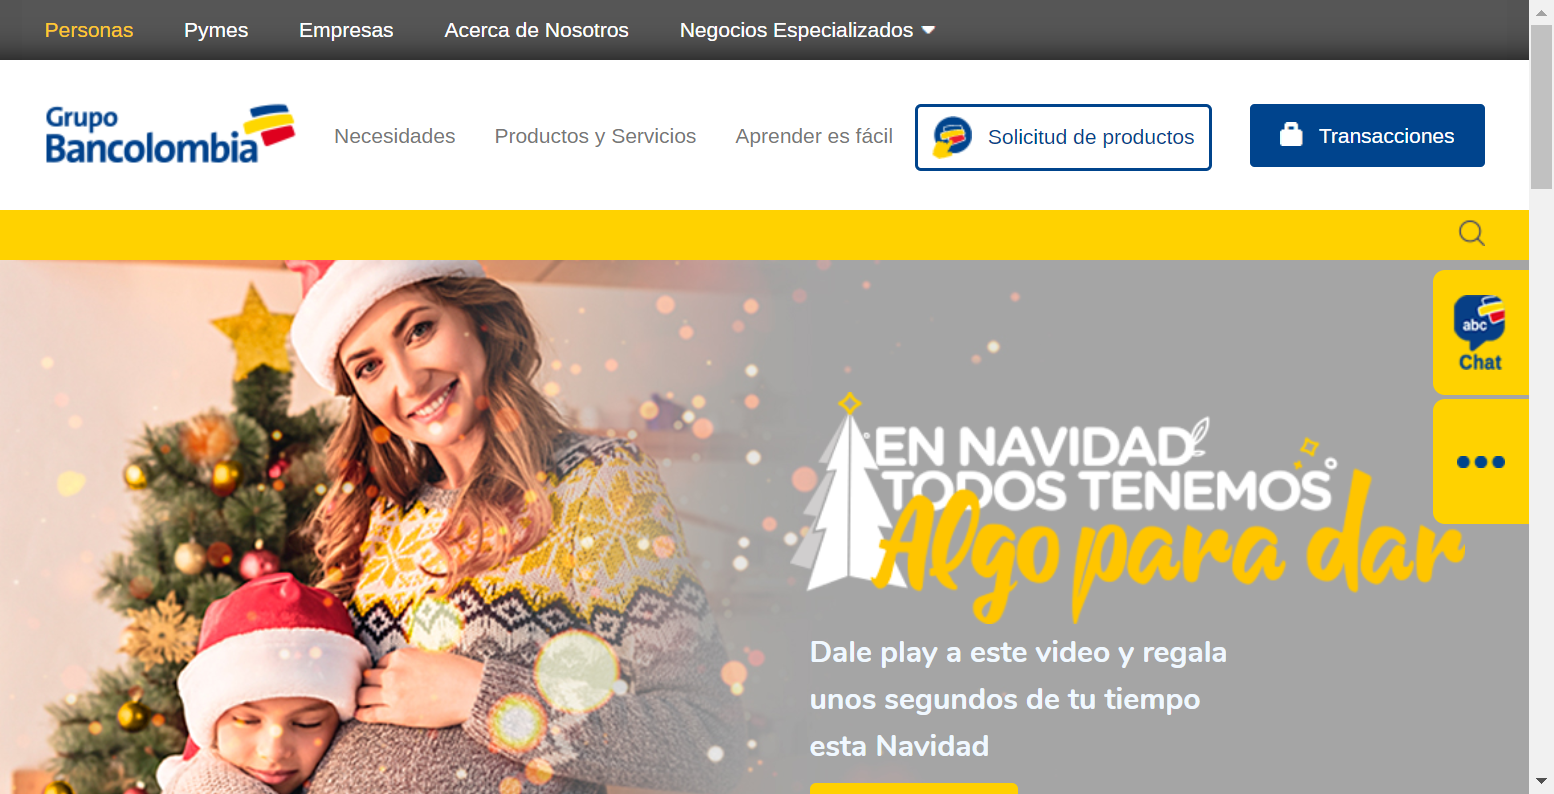 Personas Pymes Empresas Acerca de Nosotros Negocios Especializados
Grupo
Bancolombia
Necesidades Productos y Servicios Aprender es fácil Solicitud de productos Transacciones
abc
Chat
EN NAVIDAD
TODOS TENEMOS
Algo para dar
Dale play a este video y regala
unos segundos de tu tiempo
esta Navidad